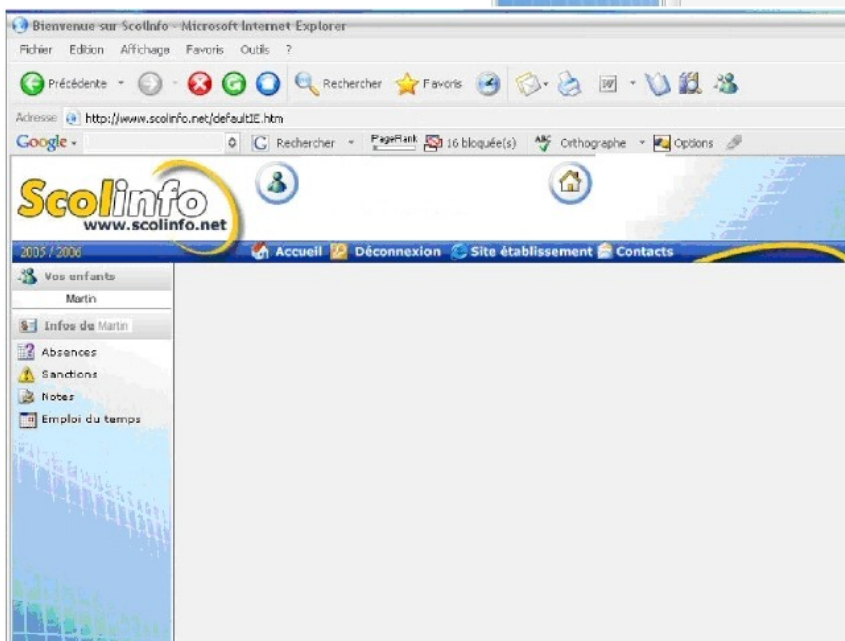 Bienvenue sur ScolInfo - Microsoft Internet Explorer
Fichier Edition Affichage Favoris Outils ?
Précédente Rechercher Favoris
Adresse http://www.scolinfo.net/defaultIE.htm
Google Rechercher PageRank 16 bloquée(s) ABC Orthographe Options
Scolinfo
www.scolinfo.net
2005 / 2006 Accueil Déconnexion Site établissement Contacts
Vos enfants
Martin
Infos de Martin
Absences
Sanctions
Notes
Emploi du temps